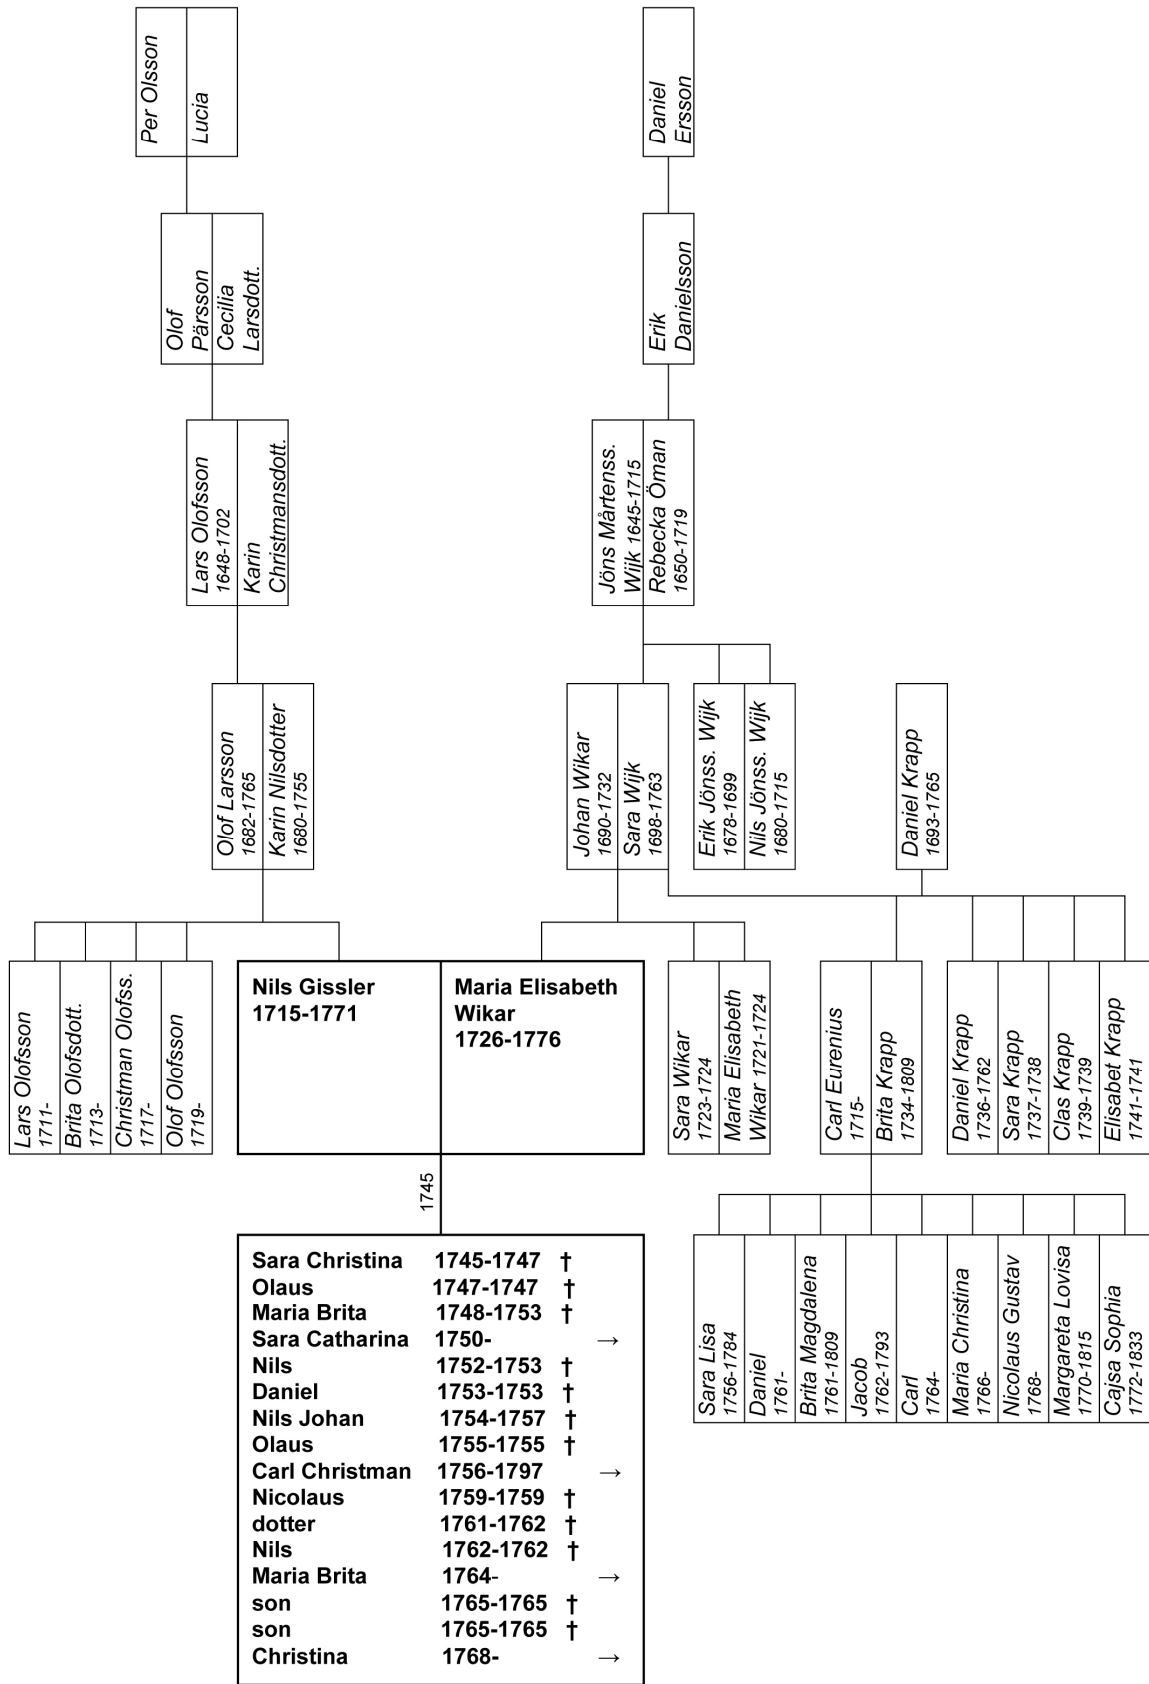 Per Olsson
Lucia
Daniel
Ersson
Olof
Pärsson
Cecilia
Larsdott.
Erik
Danielsson
Lars Olofsson
1648-1702
Karin
Christmansdott.
Jöns Mårtenss.
Wijk 1645-1715
Rebecka Öman
1650-1719
Olof Larsson
1682-1765
Karin Nilsdotter
1680-1755
Johan Wikar
1690-1732
Sara Wijk
1698-1763
Erik Jönss. Wijk
1678-1699
Nils Jönss. Wijk
1680-1715
Daniel Krapp
1693-1765
Lars Olofsson
1711-
Brita Olofsdott.
1713-
Christman Olofss.
1717-
Olof Olofsson
1719-
Nils Gissler
1715-1771
Maria Elisabeth
Wikar
1726-1776
Sara Wikar
1723-1724
Maria Elisabeth
Wikar 1721-1724
Carl Eurenius
1715-
Brita Krapp
1734-1809
Daniel Krapp
1736-1762
Sara Krapp
1737-1738
Clas Krapp
1739-1739
Elisabet Krapp
1741-1741
1745
Sara Christina 1745-1747 †
Olaus 1747-1747 †
Maria Brita 1748-1753 †
Sara Catharina 1750- →
Nils 1752-1753 †
Daniel 1753-1753 †
Nils Johan 1754-1757 †
Olaus 1755-1755 †
Carl Christman 1756-1797 →
Nicolaus 1759-1759 †
dotter 1761-1762 †
Nils 1762-1762 †
Maria Brita 1764- →
son 1765-1765 †
son 1765-1765 †
Christina 1768- →
Sara Lisa
1756-1784
Daniel
1761-
Brita Magdalena
1761-1809
Jacob
1762-1793
Carl
1764-
Maria Christina
1766-
Nicolaus Gustav
1768-
Margareta Lovisa
1770-1815
Cajsa Sophia
1772-1833